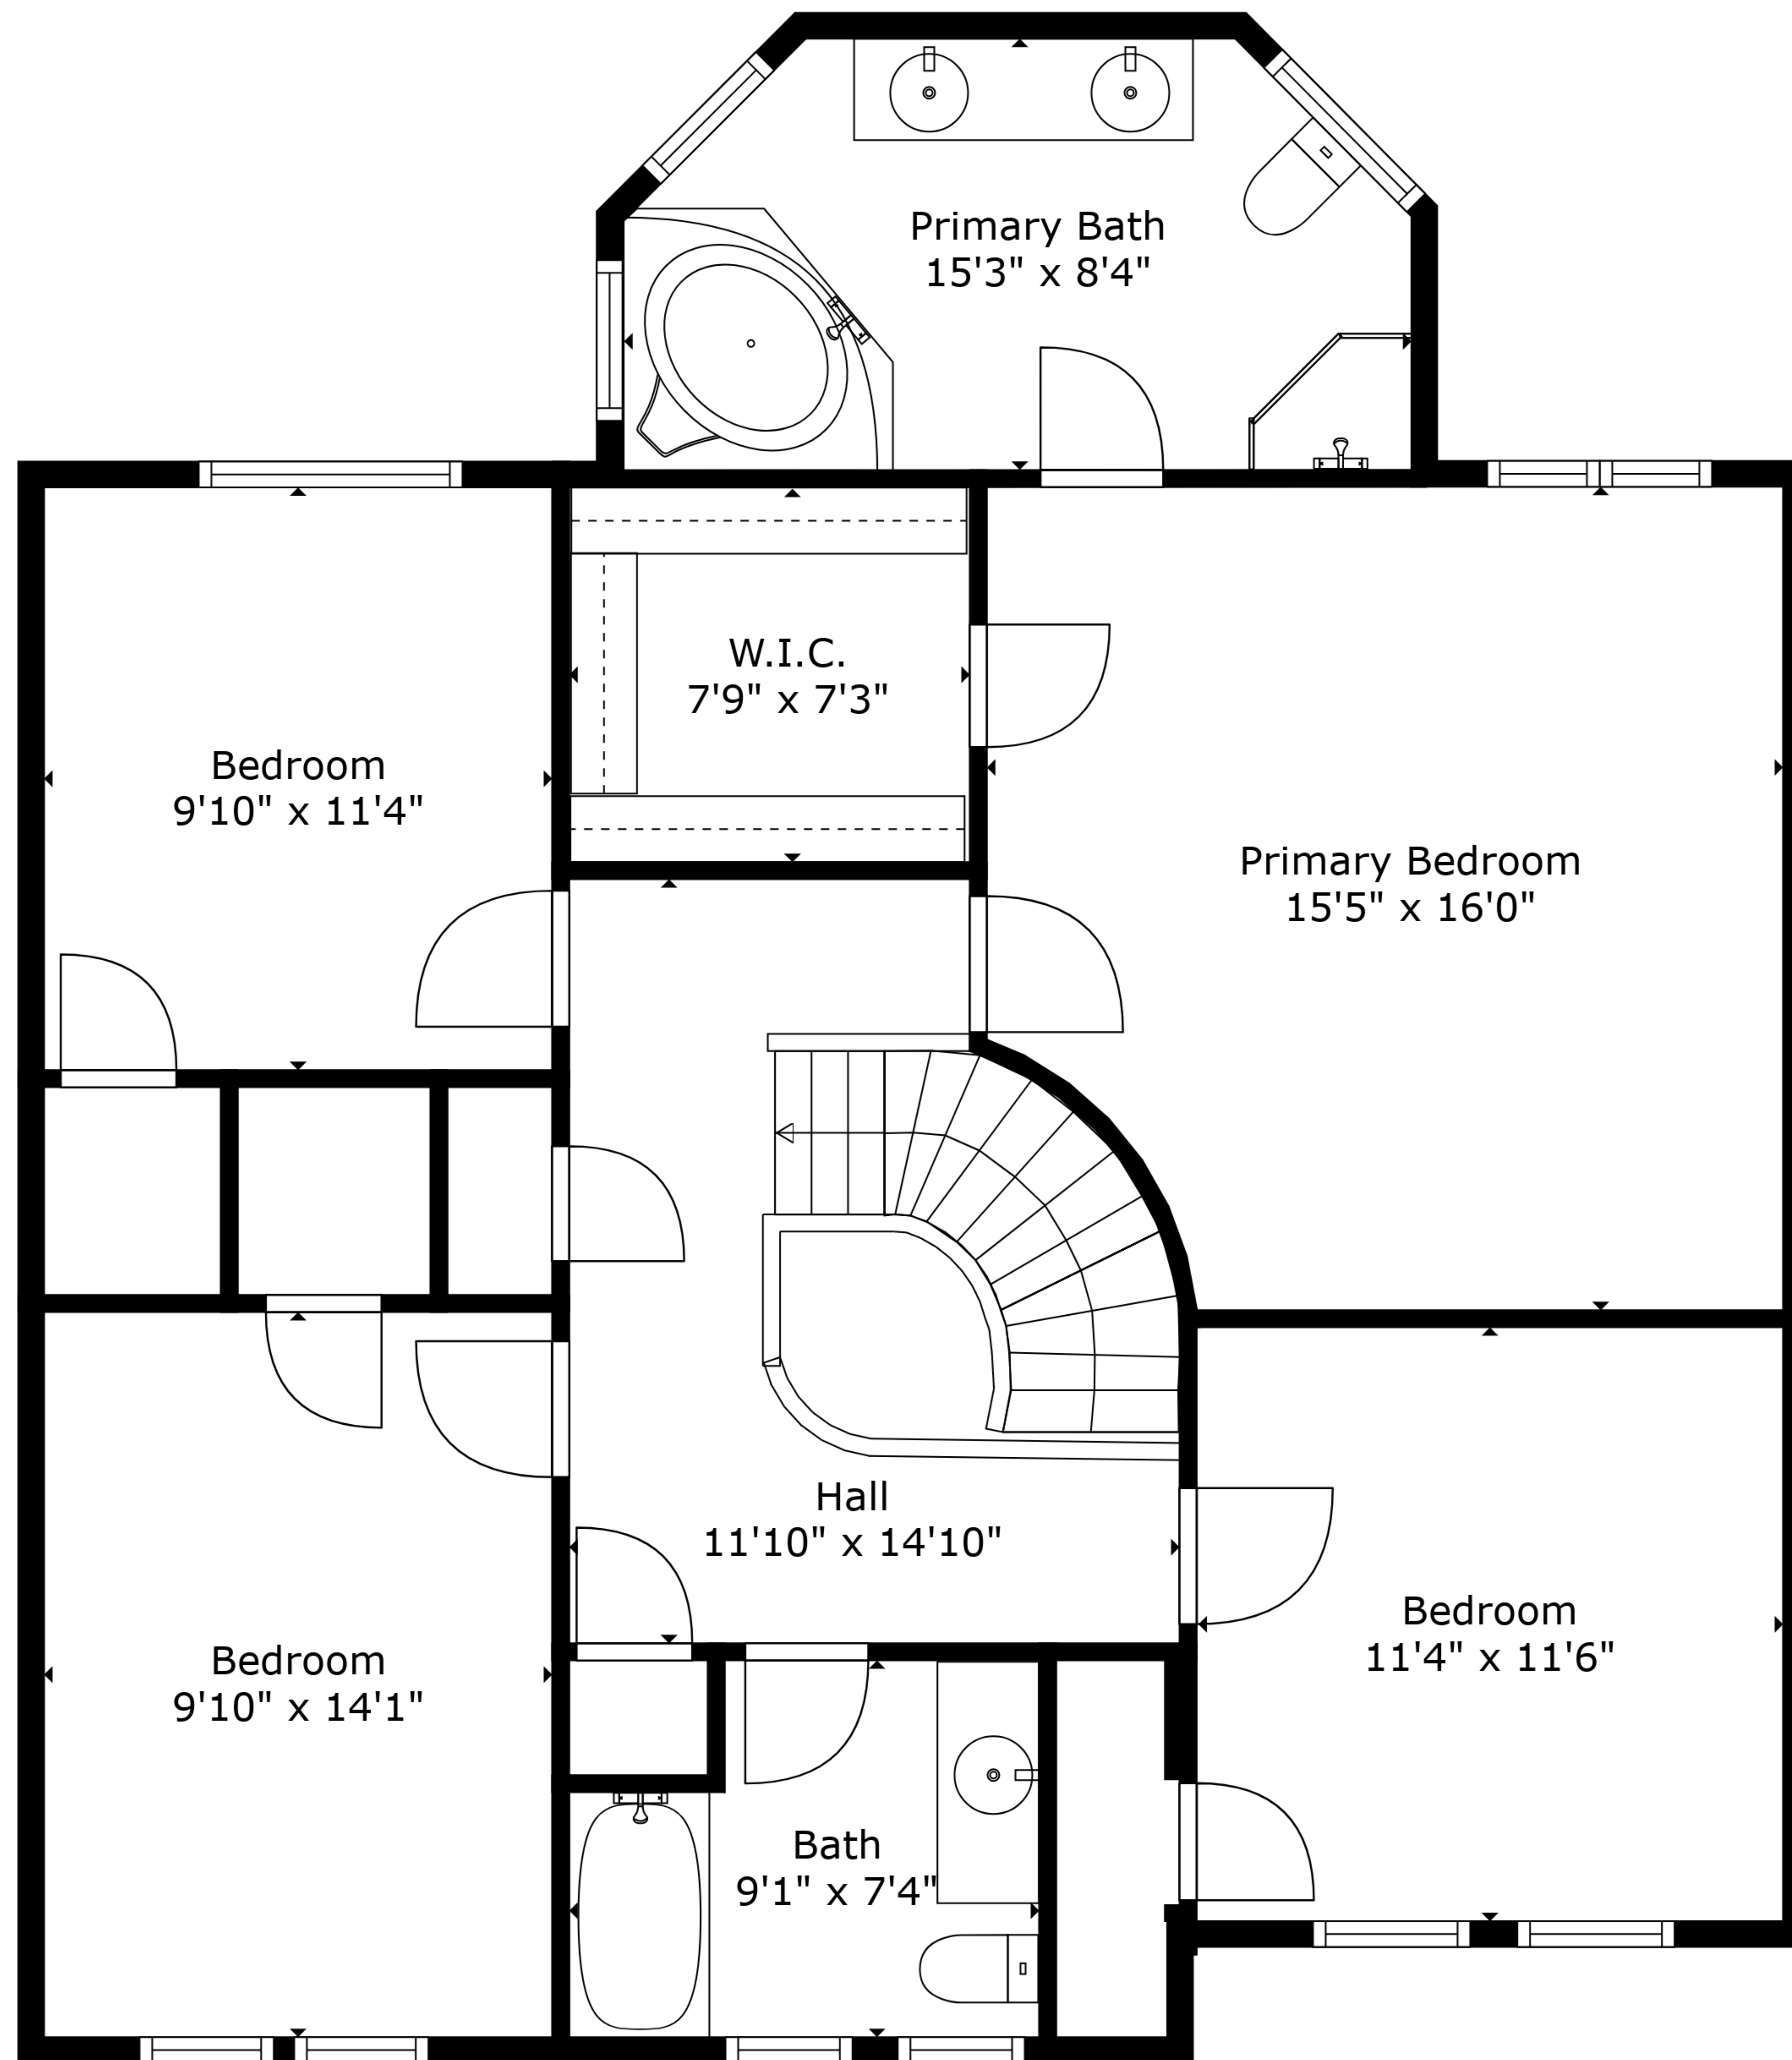 Primary Bath
15'3" x 8'4"
W.I.C.
7'9" x 7'3"
Bedroom
9'10" x 11'4"
Primary Bedroom
15'5" x 16'0"
Hall
11'10" x 14'10"
Bedroom
11'4" x 11'6"
Bedroom
9'10" x 14'1"
Bath
9'1" x 7'4"